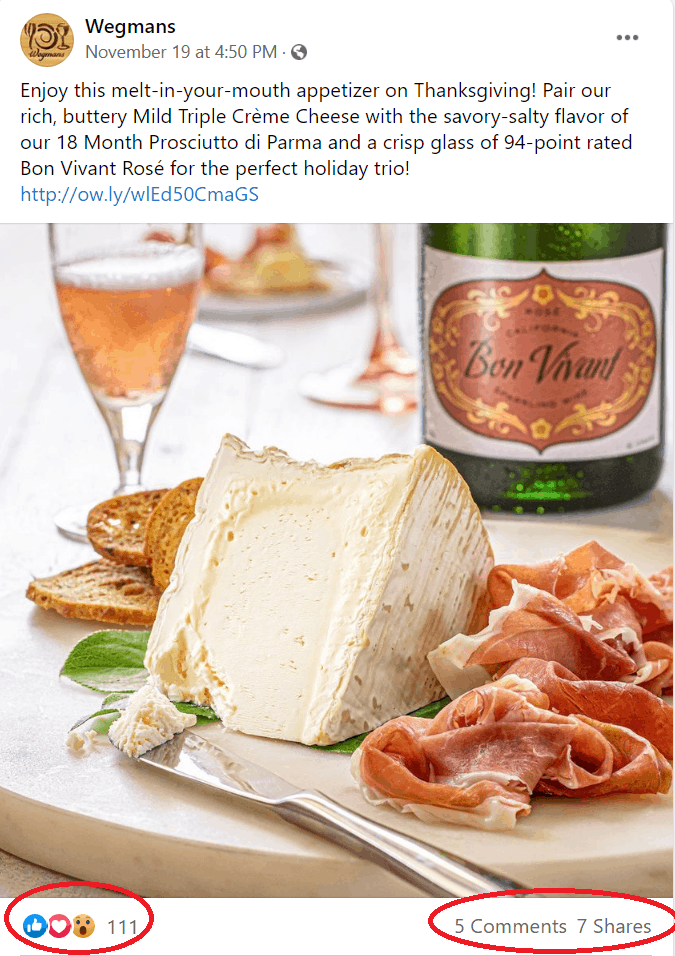 Wegmans
Wegmans
November 19 at 4:50 PM ·
Enjoy this melt-in-your-mouth appetizer on Thanksgiving! Pair our
rich, buttery Mild Triple Crème Cheese with the savory-salty flavor of
our 18 Month Prosciutto di Parma and a crisp glass of 94-point rated
Bon Vivant Rosé for the perfect holiday trio!
http://ow.ly/wlEd50CmaGS
ROSÉ
CALIFORNIA
Bon Vivant
SPARKLING WINE
111
5 Comments 7 Shares